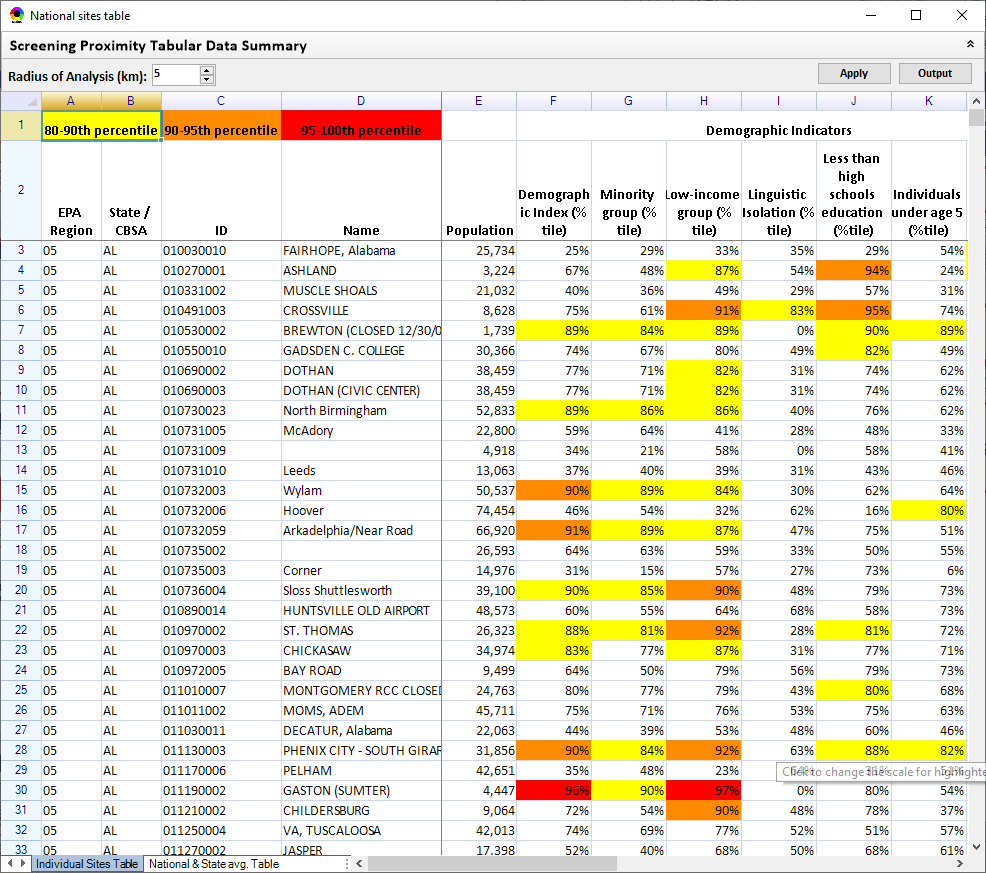 National sites table
Screening Proximity Tabular Data Summary
Radius of Analysis (km): 5 Apply Output
A B C D E F G H I J K
1 80-90th percentile 90-95th percentile 95-100th percentile Demographic Indicators
2 EPA Region State / CBSA ID Name Population Demographic Index (%tile) Minority group (%tile) Low-income group (%tile) Linguistic Isolation (%tile) Less than high schools education (%tile) Individuals under age 5 (%tile)
3 05 AL 010030010 FAIRHOPE, Alabama 25,734 25% 29% 33% 35% 29% 54%
4 05 AL 010270001 ASHLAND 3,224 67% 48% 87% 54% 94% 24%
5 05 AL 010331002 MUSCLE SHOALS 21,032 40% 36% 49% 29% 57% 31%
6 05 AL 010491003 CROSSVILLE 8,628 75% 61% 91% 83% 95% 74%
7 05 AL 010530002 BREWTON (CLOSED 12/30/0 1,739 89% 84% 89% 0% 90% 89%
8 05 AL 010550010 GADSDEN C. COLLEGE 30,366 74% 67% 80% 49% 82% 49%
9 05 AL 010690002 DOTHAN 38,459 77% 71% 82% 31% 74% 62%
10 05 AL 010690003 DOTHAN (CIVIC CENTER) 38,459 77% 71% 82% 31% 74% 62%
11 05 AL 010730023 North Birmingham 52,833 89% 86% 86% 40% 76% 62%
12 05 AL 010731005 McAdory 22,800 59% 64% 41% 28% 48% 33%
13 05 AL 010731009 4,918 34% 21% 58% 0% 58% 41%
14 05 AL 010731010 Leeds 13,063 37% 40% 39% 31% 43% 46%
15 05 AL 010732003 Wylam 50,537 90% 89% 84% 30% 62% 64%
16 05 AL 010732006 Hoover 74,454 46% 54% 32% 62% 16% 80%
17 05 AL 010732059 Arkadelphia/Near Road 66,920 91% 89% 87% 47% 75% 51%
18 05 AL 010735002 26,593 64% 63% 59% 33% 50% 55%
19 05 AL 010735003 Corner 14,976 31% 15% 57% 27% 73% 6%
20 05 AL 010736004 Sloss Shuttlesworth 39,100 90% 85% 90% 48% 79% 73%
21 05 AL 010890014 HUNTSVILLE OLD AIRPORT 48,573 60% 55% 64% 68% 58% 73%
22 05 AL 010970002 ST. THOMAS 26,323 88% 81% 92% 28% 81% 72%
23 05 AL 010970003 CHICKASAW 34,974 83% 77% 87% 31% 77% 71%
24 05 AL 010972005 BAY ROAD 9,499 64% 50% 79% 56% 79% 73%
25 05 AL 011010007 MONTGOMERY RCC CLOSED 24,763 80% 77% 79% 43% 80% 68%
26 05 AL 011011002 MOMS, ADEM 45,711 75% 71% 76% 53% 75% 63%
27 05 AL 011030011 DECATUR, Alabama 22,063 44% 39% 53% 48% 60% 46%
28 05 AL 011130003 PHENIX CITY - SOUTH GIRAR 31,856 90% 84% 92% 63% 88% 82%
29 05 AL 011170006 PELHAM 42,651 35% 48% 23% Click to change the scale for highlighte
30 05 AL 011190002 GASTON (SUMTER) 4,447 96% 90% 97% 0% 80% 54%
31 05 AL 011210002 CHILDERSBURG 9,064 72% 54% 90% 48% 78% 37%
32 05 AL 011250004 VA, TUSCALOOSA 42,013 74% 69% 77% 52% 51% 57%
33 05 AL 011270002 JASPER 17,398 52% 40% 68% 50% 68% 61%
Individual Sites Table National & State avg. Table